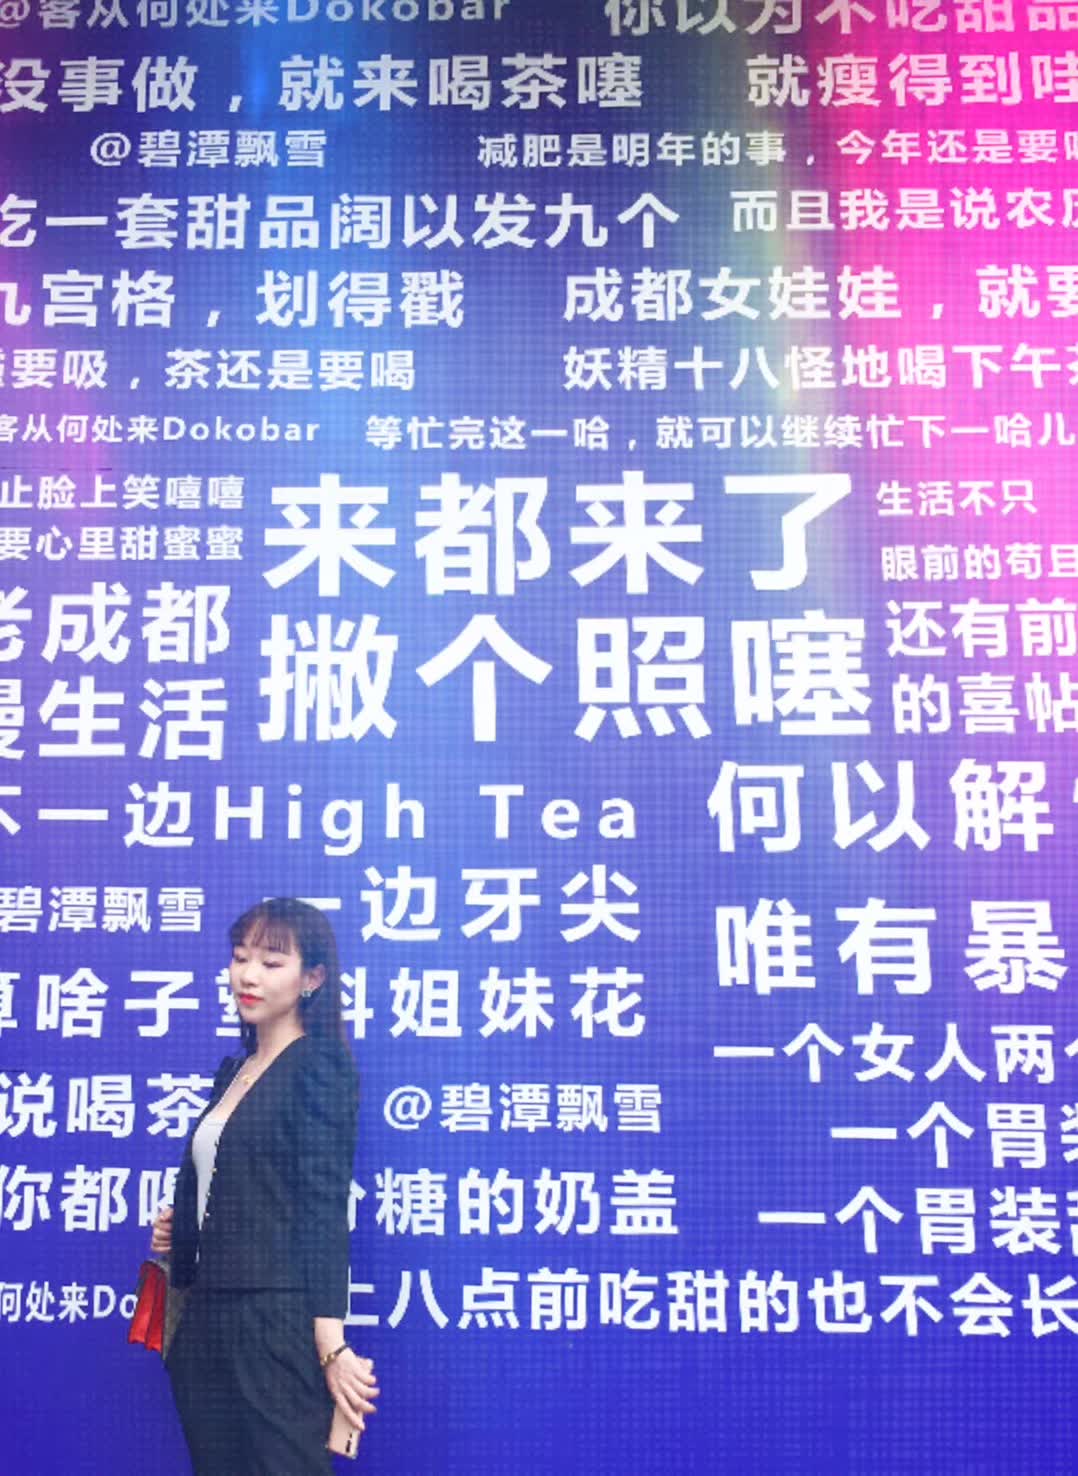 @客从何处来Dokobar
你以为不吃甜品
没事做，就来喝茶噻
就瘦得到哇
@碧潭飘雪
减肥是明年的事，今年还是要
吃一套甜品阔以发九个
而且我是说农历
九宫格，划得戳
成都女娃娃，就要
要吸，茶还是要喝
妖精十八怪地喝下午茶
客从何处来Dokobar
等忙完这一哈，就可以继续忙下一哈儿
止脸上笑嘻嘻
要心里甜蜜蜜
来都来了
撇个照噻
生活不只
眼前的苟且
还有前
的喜帖
老成都
慢生活
不一边High Tea
一边牙尖
何以解
唯有暴
碧潭飘雪
算啥子塑料姐妹花
说喝茶
@碧潭飘雪
一个女人两个
一个胃装
一个胃装甜
你都喝
分糖的奶盖
何处来Do
上八点前吃甜的也不会长